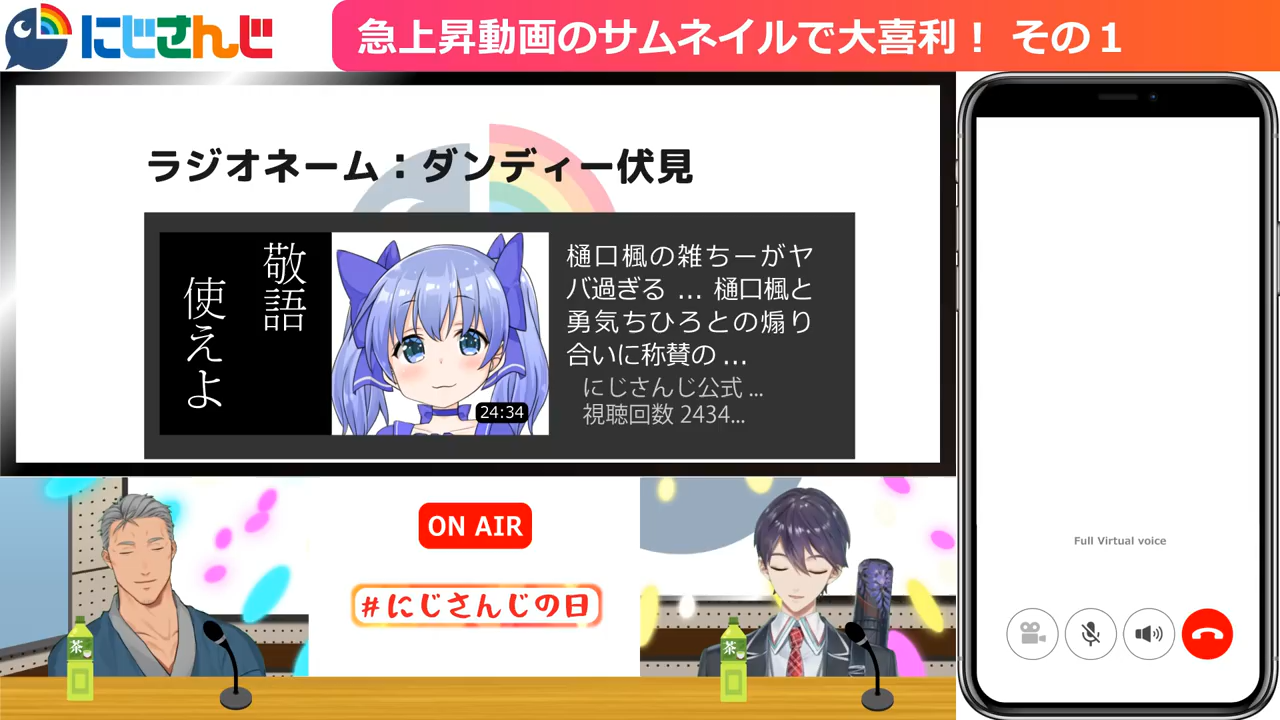 にじさんじ
急上昇動画のサムネイルで大喜利！ その１
ラジオネーム：ダンディー伏見
敬語
使えよ
24:34
樋口楓の雑ちーがヤ
バ過ぎる … 樋口楓と
勇気ちひろとの煽り
合いに称賛の …
にじさんじ公式 ...
視聴回数 2434...
ON AIR
#にじさんじの日
茶
茶
Full Virtual voice